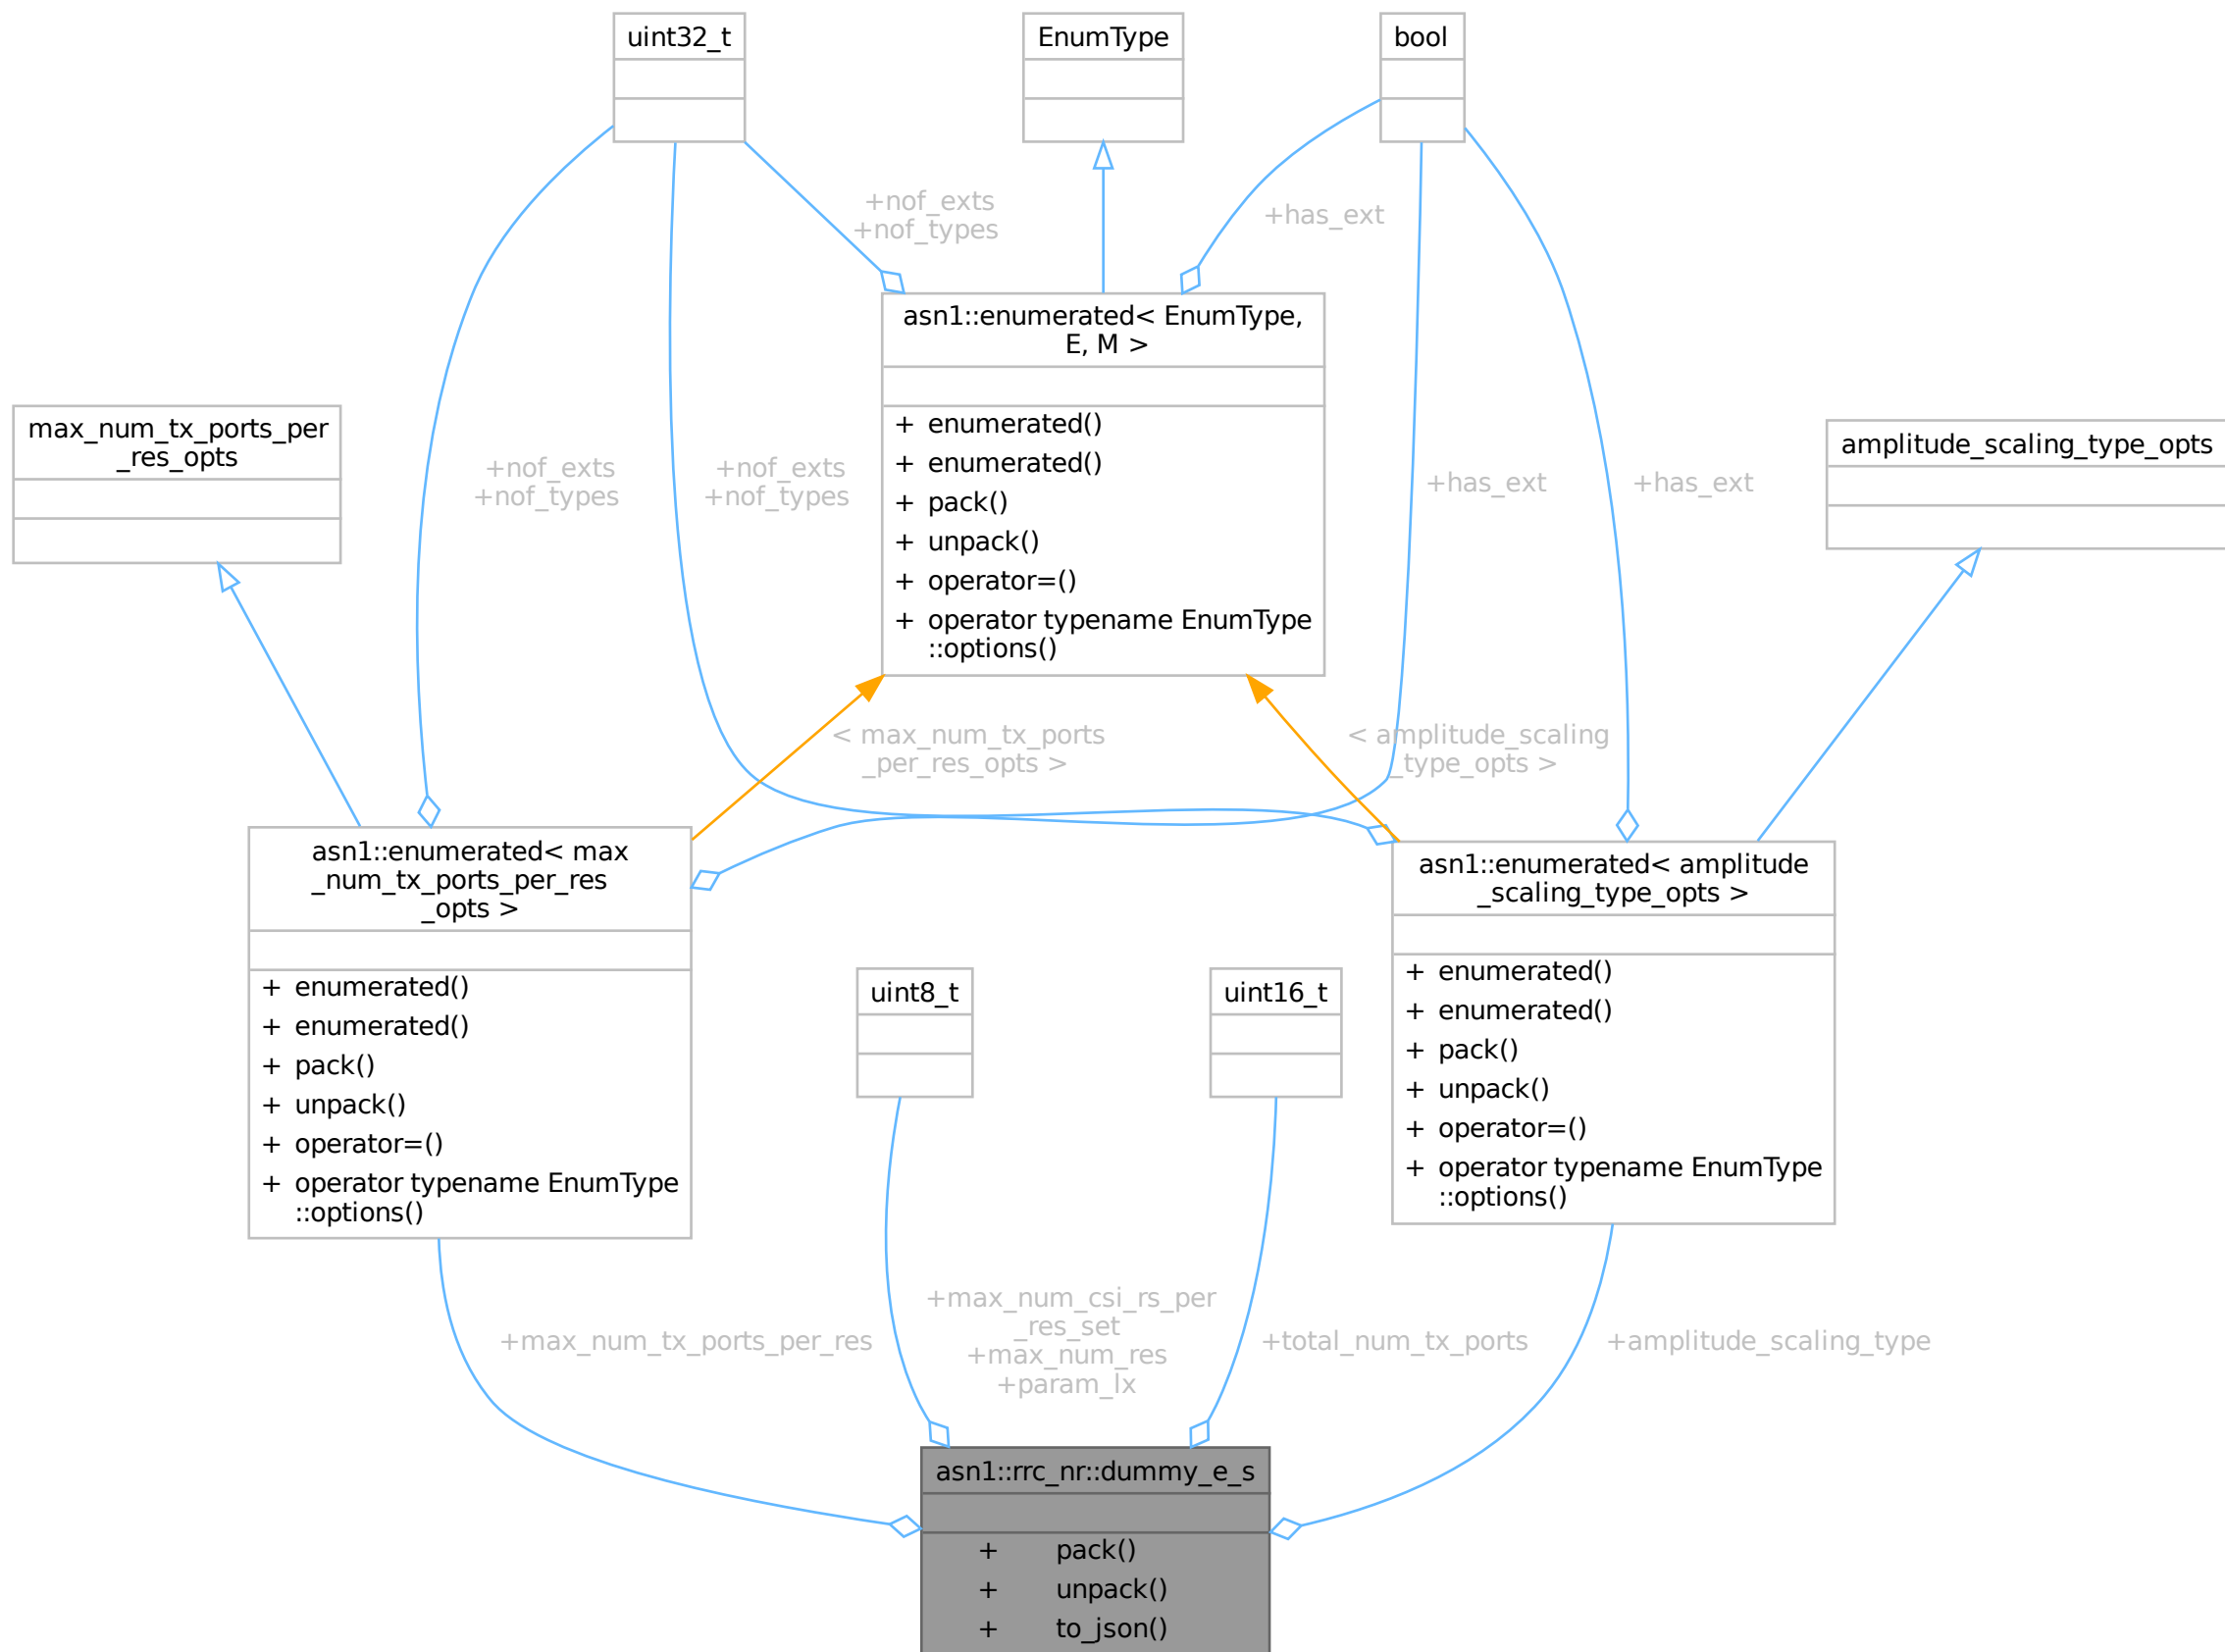 uint32_t
EnumType
bool
+nof_exts
+nof_types
+has_ext
asn1::enumerated< EnumType,
E, M >
+ enumerated()
+ enumerated()
+ pack()
+ unpack()
+ operator=()
+ operator typename EnumType
::options()
max_num_tx_ports_per
_res_opts
amplitude_scaling_type_opts
+nof_exts
+nof_types
+nof_exts
+nof_types
+has_ext
+has_ext
< max_num_tx_ports
_per_res_opts >
< amplitude_scaling
_type_opts >
asn1::enumerated< max
_num_tx_ports_per_res
_opts >
+ enumerated()
+ enumerated()
+ pack()
+ unpack()
+ operator=()
+ operator typename EnumType
::options()
asn1::enumerated< amplitude
_scaling_type_opts >
+ enumerated()
+ enumerated()
+ pack()
+ unpack()
+ operator=()
+ operator typename EnumType
::options()
uint8_t
uint16_t
+max_num_tx_ports_per_res
+max_num_csi_rs_per
_res_set
+max_num_res
+param_lx
+total_num_tx_ports
+amplitude_scaling_type
asn1::rrc_nr::dummy_e_s
+ pack()
+ unpack()
+ to_json()